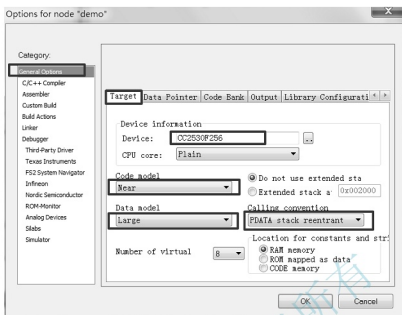 Options for node "demo"
Category:
General Options
C/C++ Compiler
Assembler
Custom Build
Build Actions
Linker
Debugger
Third-Party Driver
Texas Instruments
FS2 System Navigator
Infineon
Nordic Semiconductor
ROM-Monitor
Analog Devices
Silabs
Simulator
Target Data Pointer Code Bank Output Library Configurati
Device information
Device: CC2530F256 ..
CPU core: Plain
Code model
Near
Do not use extended sta
Extended stack a 0x002000
Data model
Large
Calling convention
PDATA stack reentrant
Number of virtual 8
Location for constants and stri
RAM memory
ROM mapped as data
CODE memory
OK Cancel